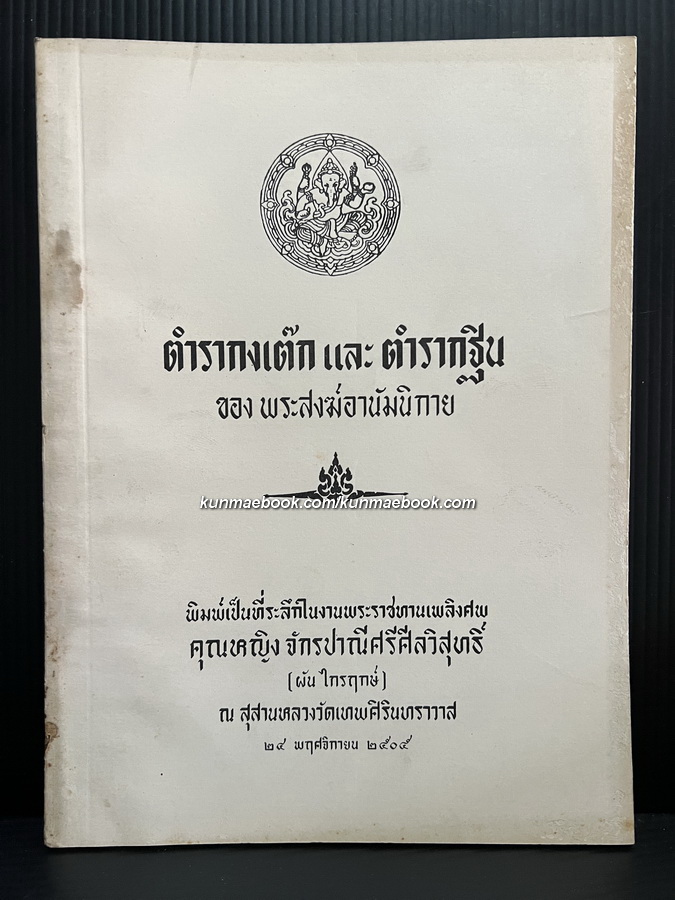 ตำรากงเต๊ก และ ตำรากฐิน
ของ พระสงฆ์อานัมนิกาย
kunmaebook.com/kunmaebook.com
พิมพ์เป็นที่ระลึกในงานพระราชทานเพลิงศพ
คุณหญิง จักรปาณีศรีศีลวิสุทธิ์
(ผัน ไกรฤกษ์)
ณ สุสานหลวงวัดเทพศิรินทราวาส
๒๔ พฤศจิกายน ๒๕๐๕